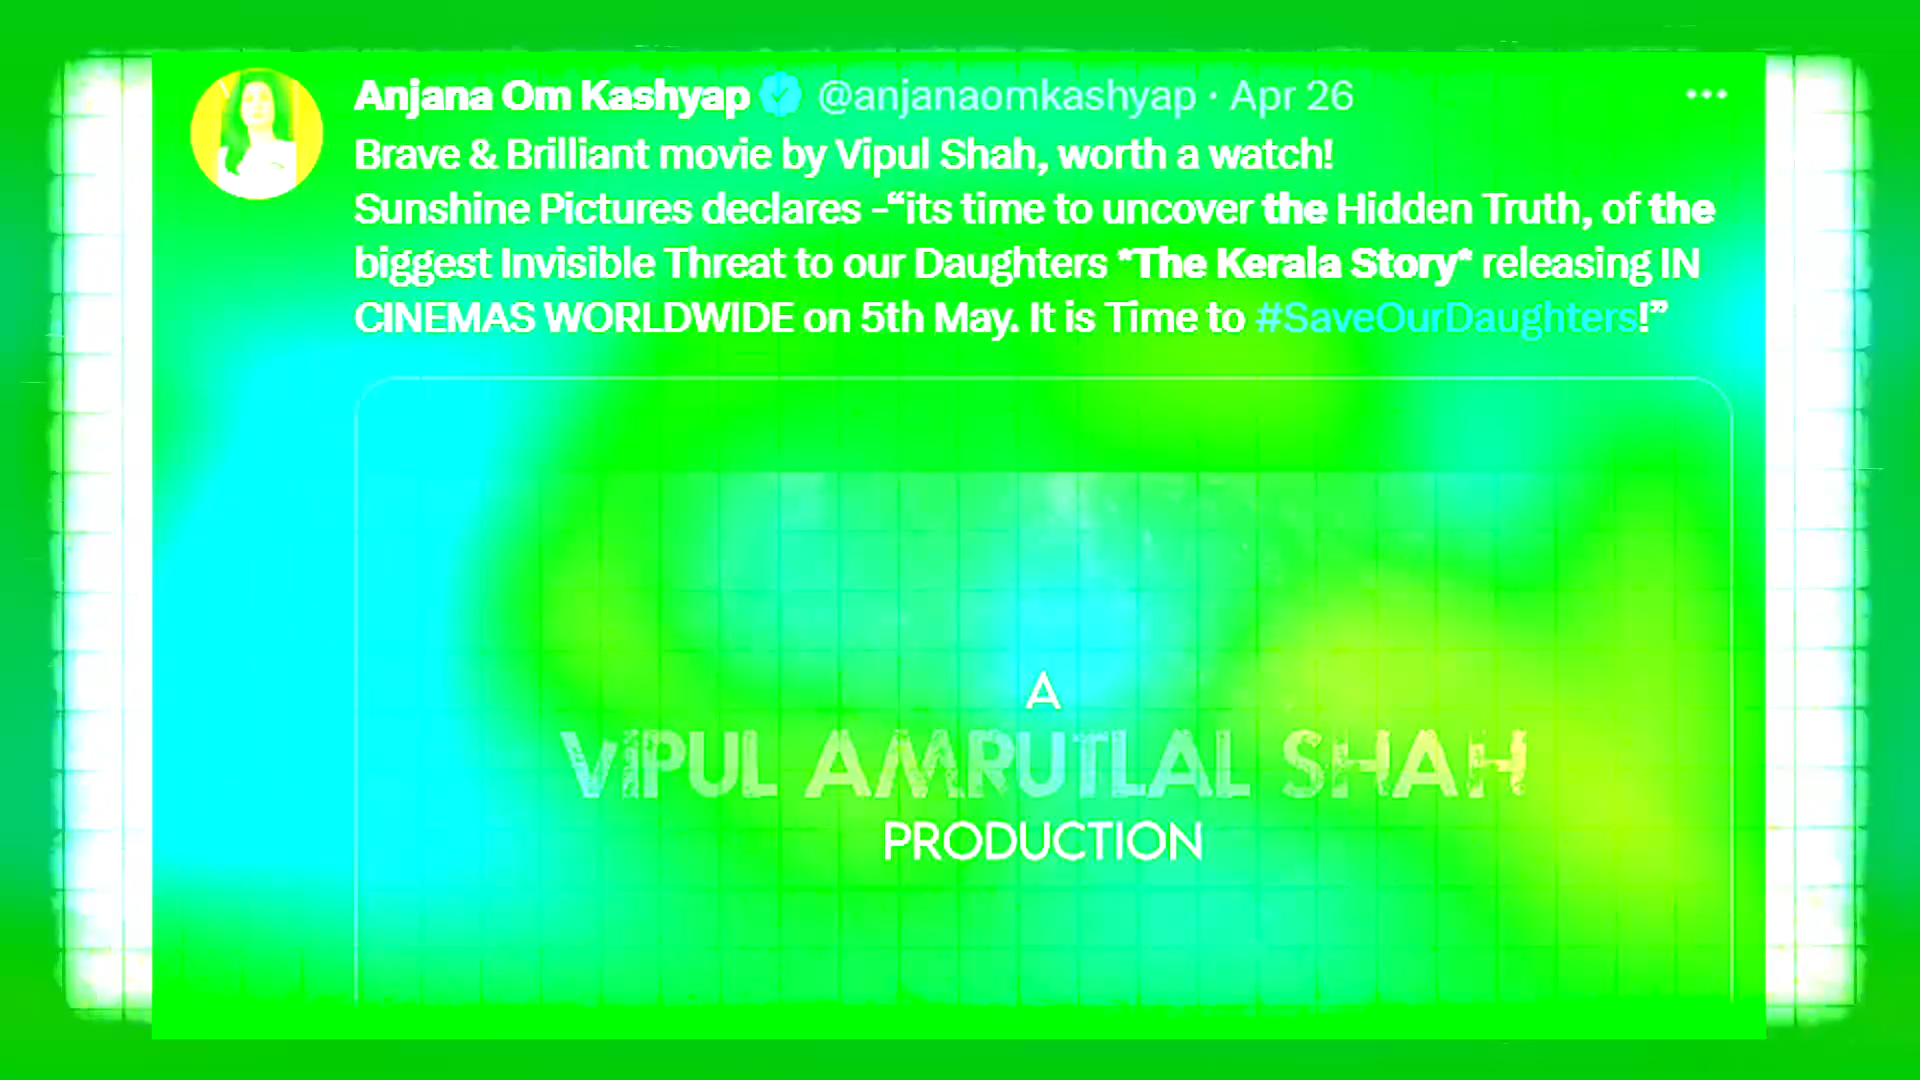 Anjana Om Kashyap @anjanaomkashyap · Apr 26
Brave & Brilliant movie by Vipul Shah, worth a watch!
Sunshine Pictures declares -“its time to uncover the Hidden Truth, of the
biggest Invisible Threat to our Daughters *The Kerala Story* releasing IN
CINEMAS WORLDWIDE on 5th May. It is Time to #SaveOurDaughters!”
A
VIPUL AMRUTLAL SHAH
PRODUCTION